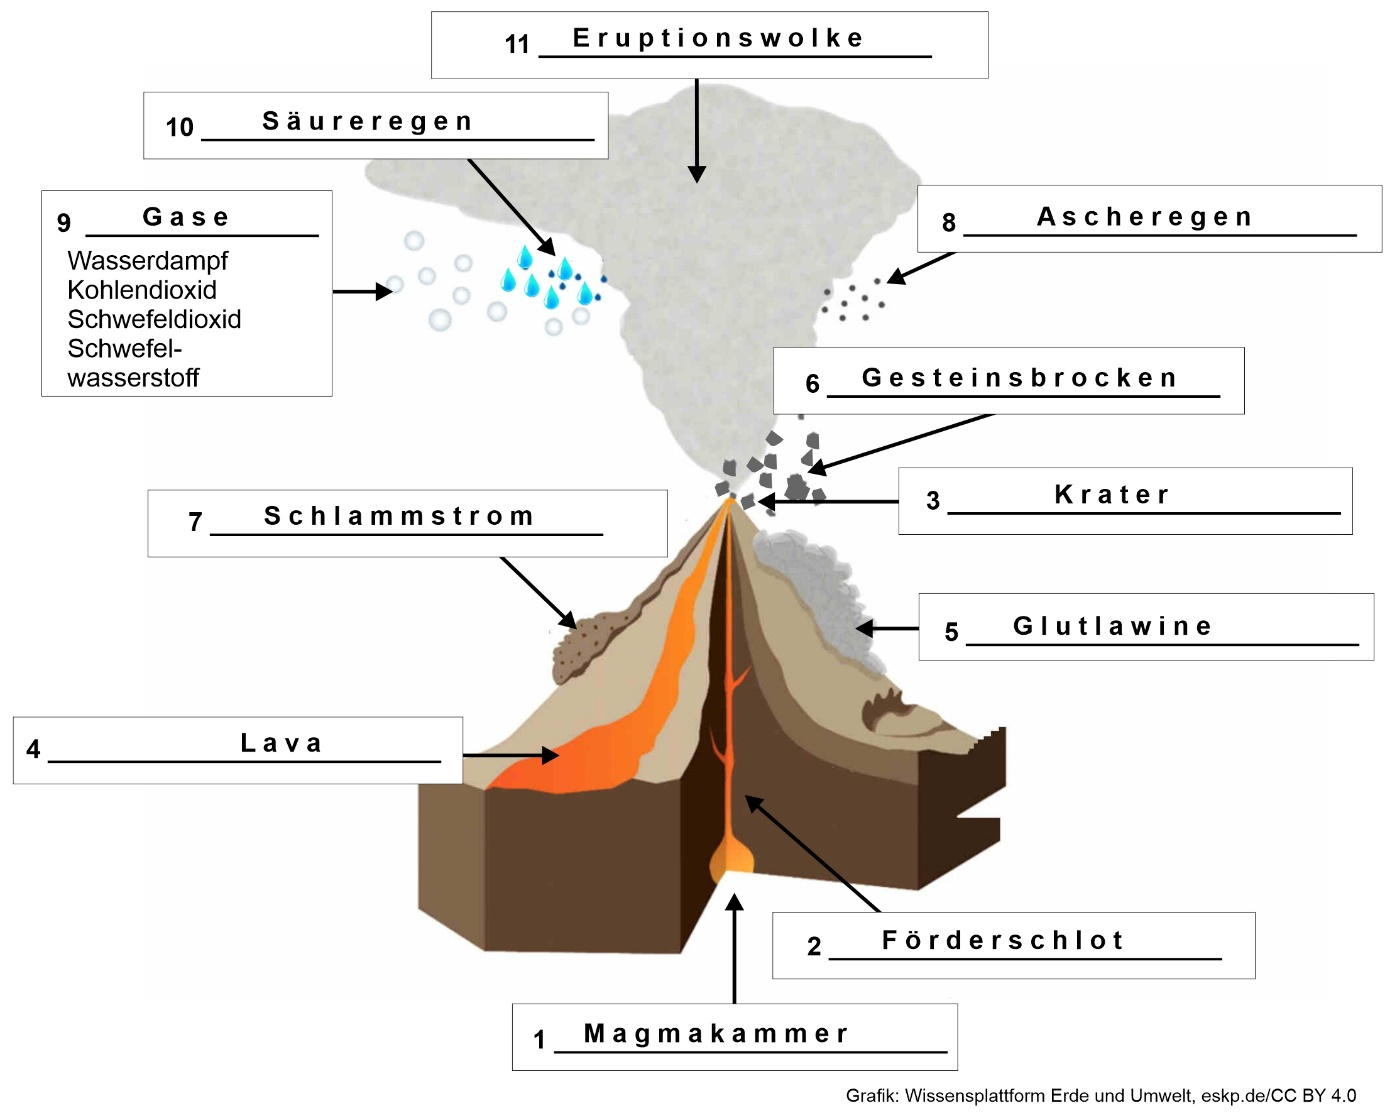 11 Eruptionswolke
10 Säureregen
9 Gase
Wasserdampf
Kohlendioxid
Schwefeldioxid
Schwefel-
wasserstoff
8 Ascheregen
6 Gesteinsbrocken
3 Krater
7 Schlammstrom
5 Glutlawine
4 Lava
2 Förderschlot
1 Magmakammer
Grafik: Wissensplattform Erde und Umwelt, eskp.de/CC BY 4.0